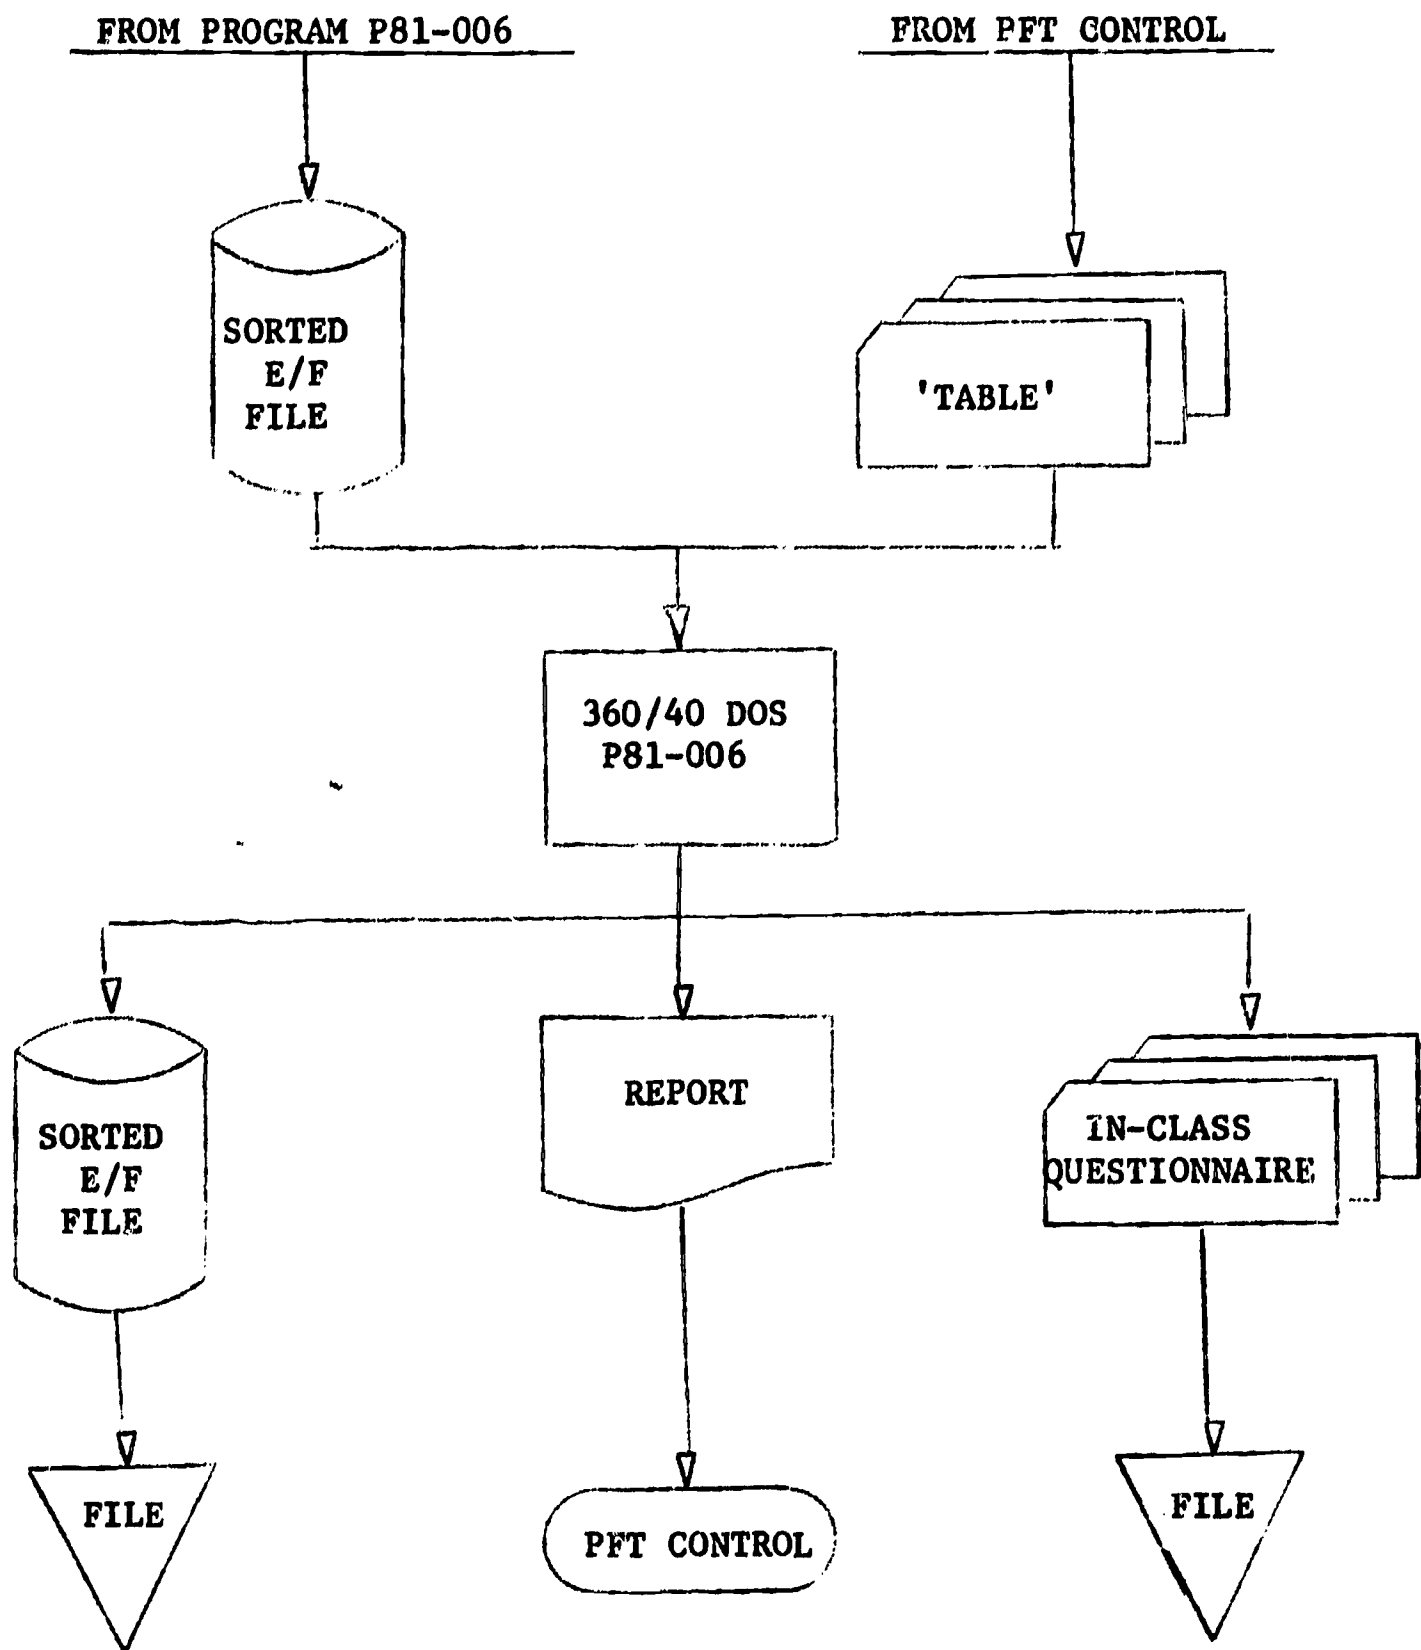 FROM PROGRAM P81-006
FROM PFT CONTROL
SORTED
E/F
FILE
'TABLE'
360/40 DOS
P81-006
SORTED
E/F
FILE
REPORT
IN-CLASS
QUESTIONNAIRE
FILE
PFT CONTROL
FILE